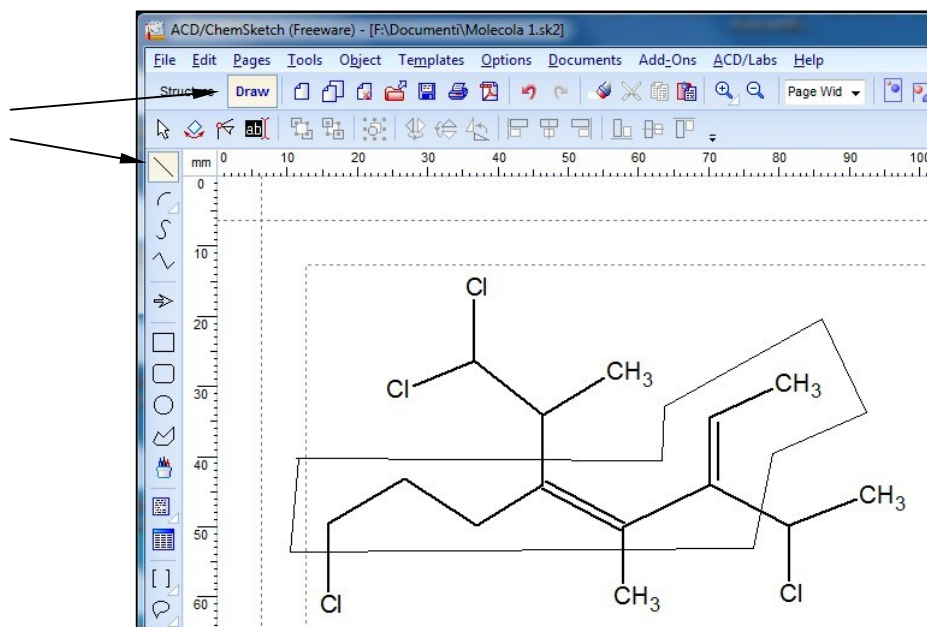 ACD/ChemSketch (Freeware) - [F:\Documenti\Molecola 1.sk2]
File Edit Pages Tools Object Templates Options Documents Add-Ons ACD/Labs Help
Structure Draw Page Wid
ab
mm 0 10 20 30 40 50 60 70 80 90 100
0
10
20
30
40
50
60
Cl
Cl
CH3
CH3
CH3
Cl
CH3
Cl